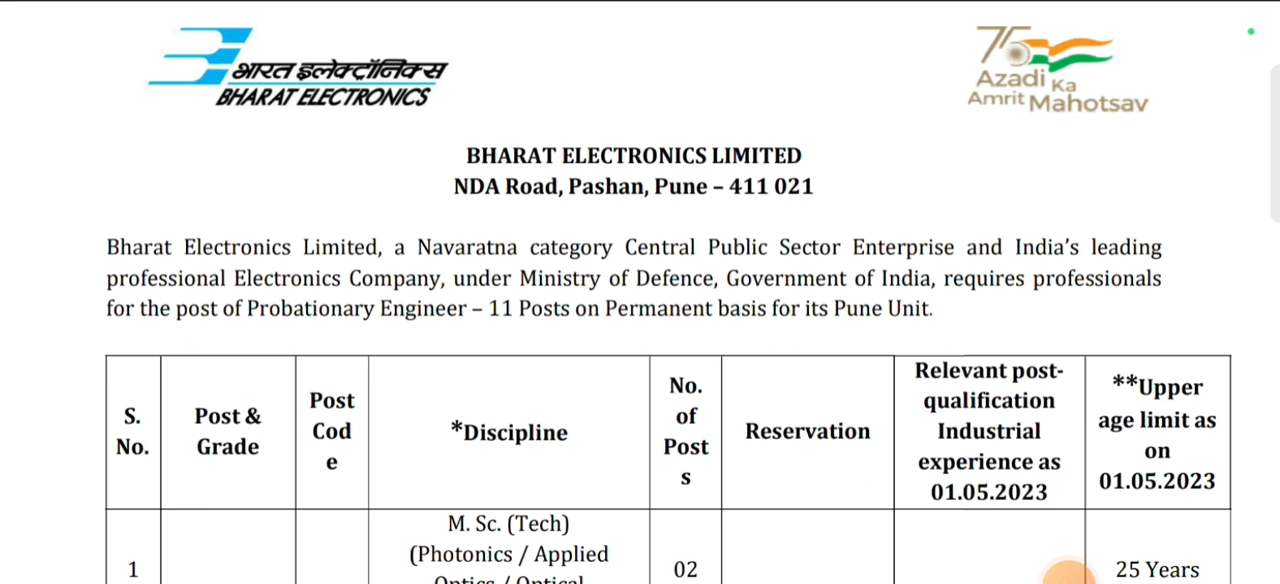 भारत इलेक्ट्रॉनिक्स
BHARAT ELECTRONICS
75
Azadi Ka
Amrit Mahotsav
BHARAT ELECTRONICS LIMITED
NDA Road, Pashan, Pune – 411 021
Bharat Electronics Limited, a Navaratna category Central Public Sector Enterprise and India’s leading
professional Electronics Company, under Ministry of Defence, Government of India, requires professionals
for the post of Probationary Engineer – 11 Posts on Permanent basis for its Pune Unit.
S.
No.
Post &
Grade
Post
Cod
e
*Discipline
No.
of
Post
s
Reservation
Relevant post-
qualification
Industrial
experience as
01.05.2023
**Upper
age limit as
on
01.05.2023
1
M. Sc. (Tech)
(Photonics / Applied
Optics / Optical
02
25 Years